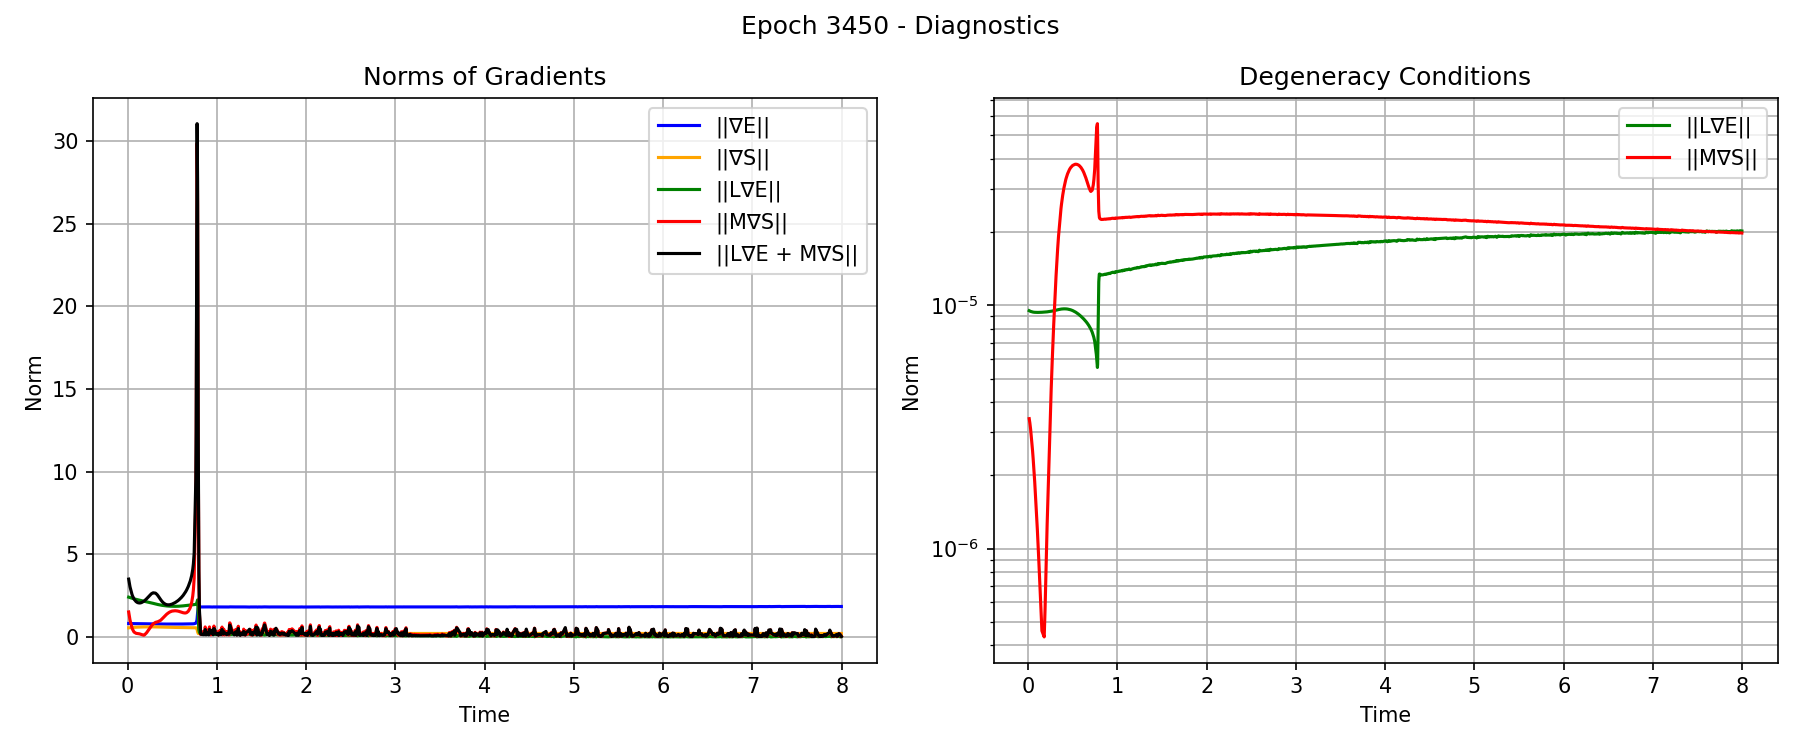 Epoch 3450 - Diagnostics
Norms of Gradients
Norm
30
25
20
15
10
5
0
||∇E||
||∇S||
||L∇E||
||M∇S||
||L∇E + M∇S||
0 1 2 3 4 5 6 7 8
Time
Degeneracy Conditions
Norm
10⁻⁵
10⁻⁶
||L∇E||
||M∇S||
0 1 2 3 4 5 6 7 8
Time